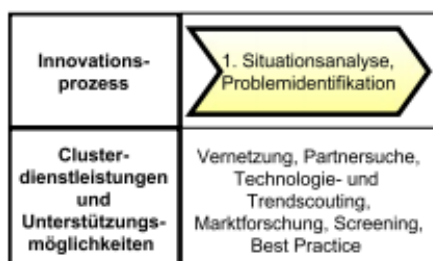 Innovations-
prozess
1. Situationsanalyse,
Problemidentifikation
Cluster-
dienstleistungen
und
Unterstützungs-
möglichkeiten
Vernetzung, Partnersuche,
Technologie- und
Trendscouting,
Marktforschung, Screening,
Best Practice